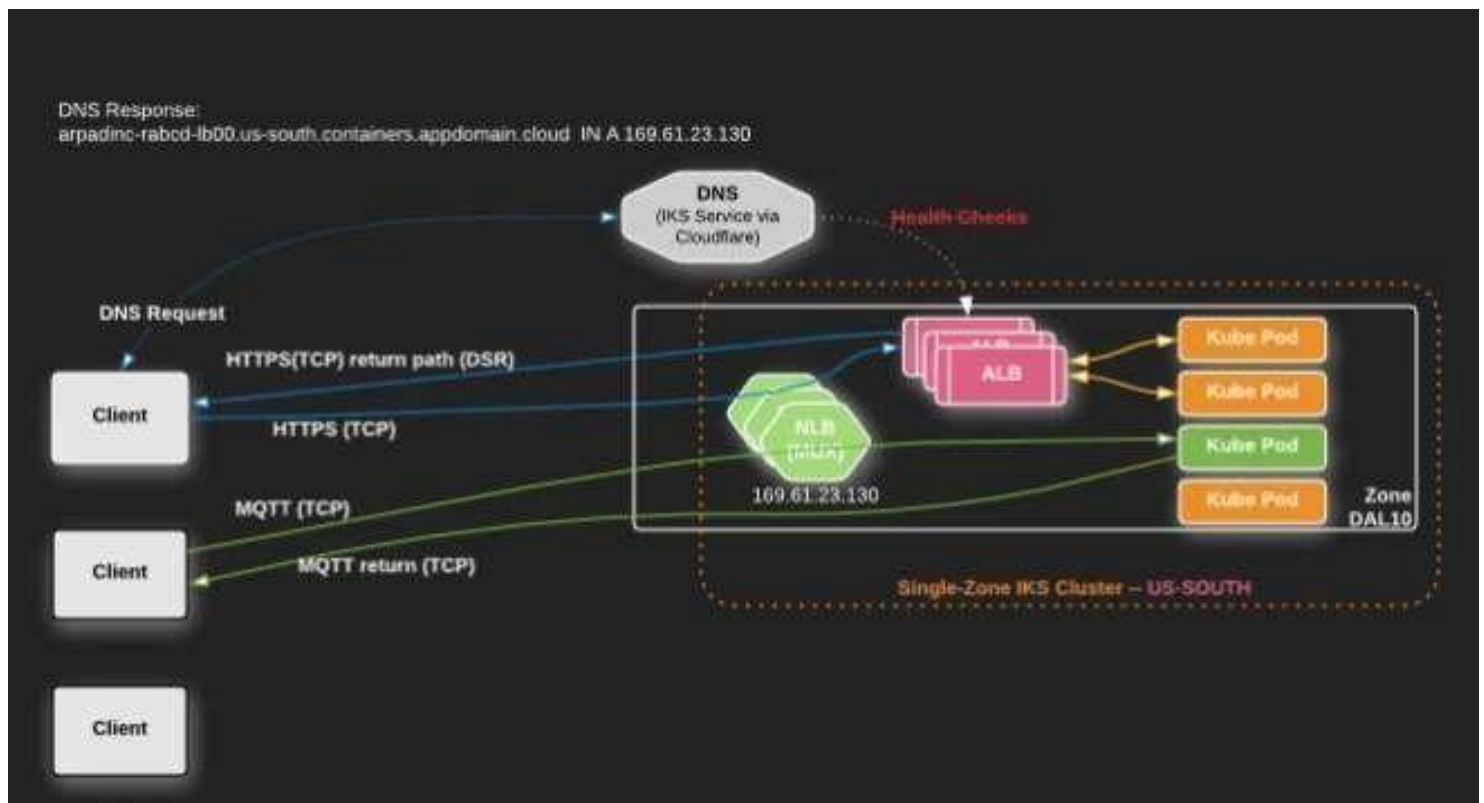 DNS Response:
arpadinc-rabcd-lb00.us-south.containers.appdomain.cloud IN A 169.61.23.130
DNS
(IKS Service via
Cloudflare)
Health Checks
DNS Request
HTTPS(TCP) return path (DSR)
Client
HTTPS (TCP)
ALB
ALB
Kube Pod
Kube Pod
NLB
(MUX)
Kube Pod
169.61.23.130
Kube Pod
Zone
DAL10
MQTT (TCP)
Client
MQTT return (TCP)
Single-Zone IKS Cluster – US-SOUTH
Client